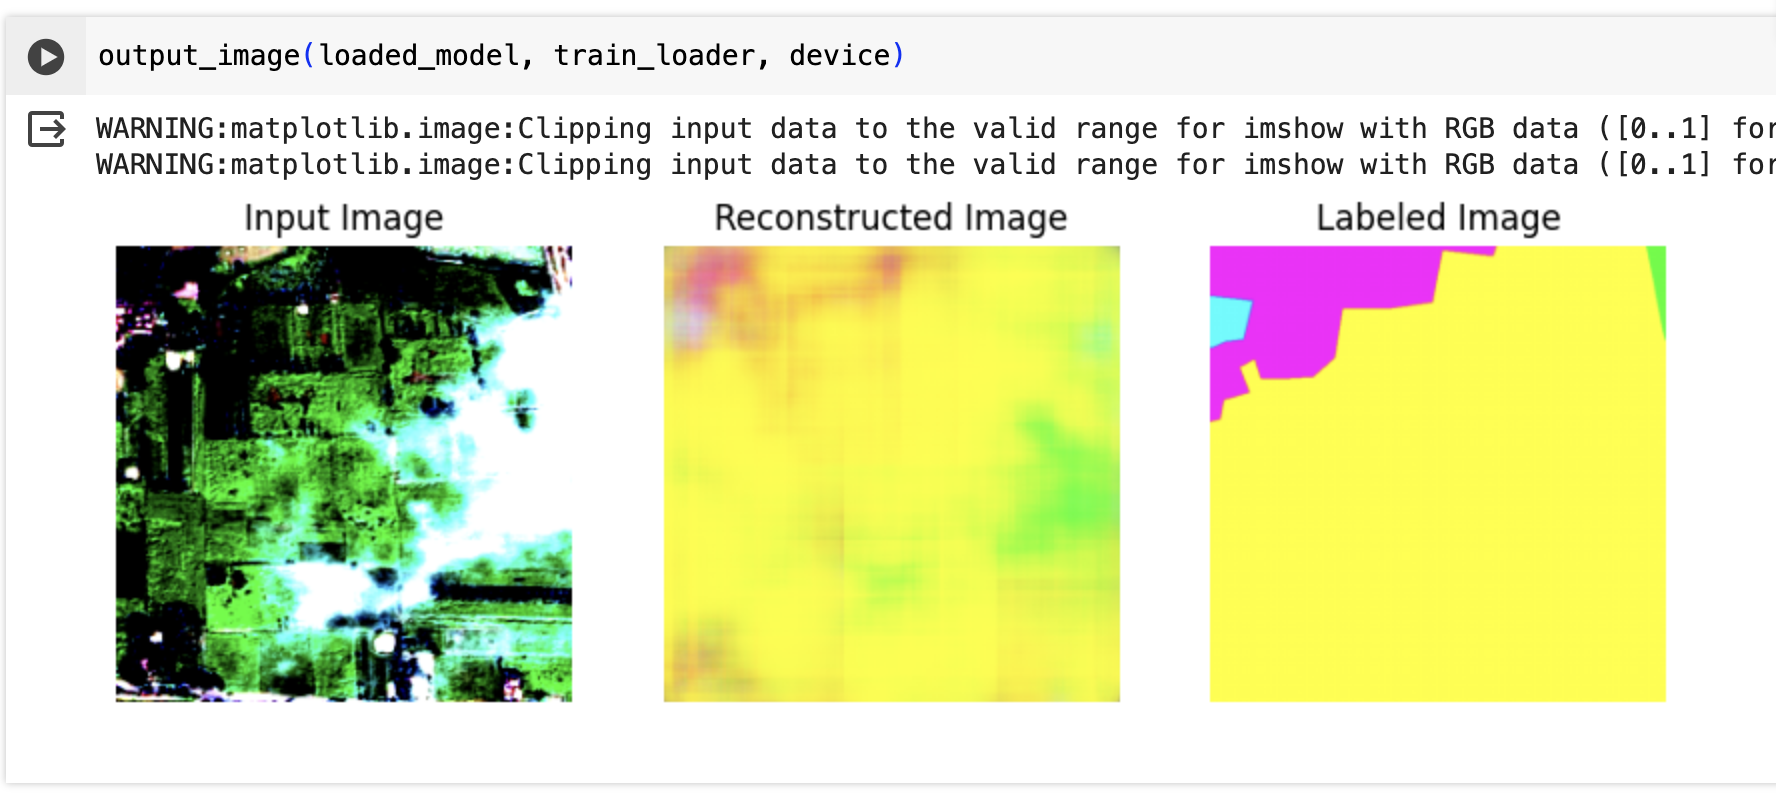 output_image(loaded_model, train_loader, device)
WARNING:matplotlib.image:Clipping input data to the valid range for imshow with RGB data ([0..1] for
WARNING:matplotlib.image:Clipping input data to the valid range for imshow with RGB data ([0..1] for
Input Image Reconstructed Image Labeled Image